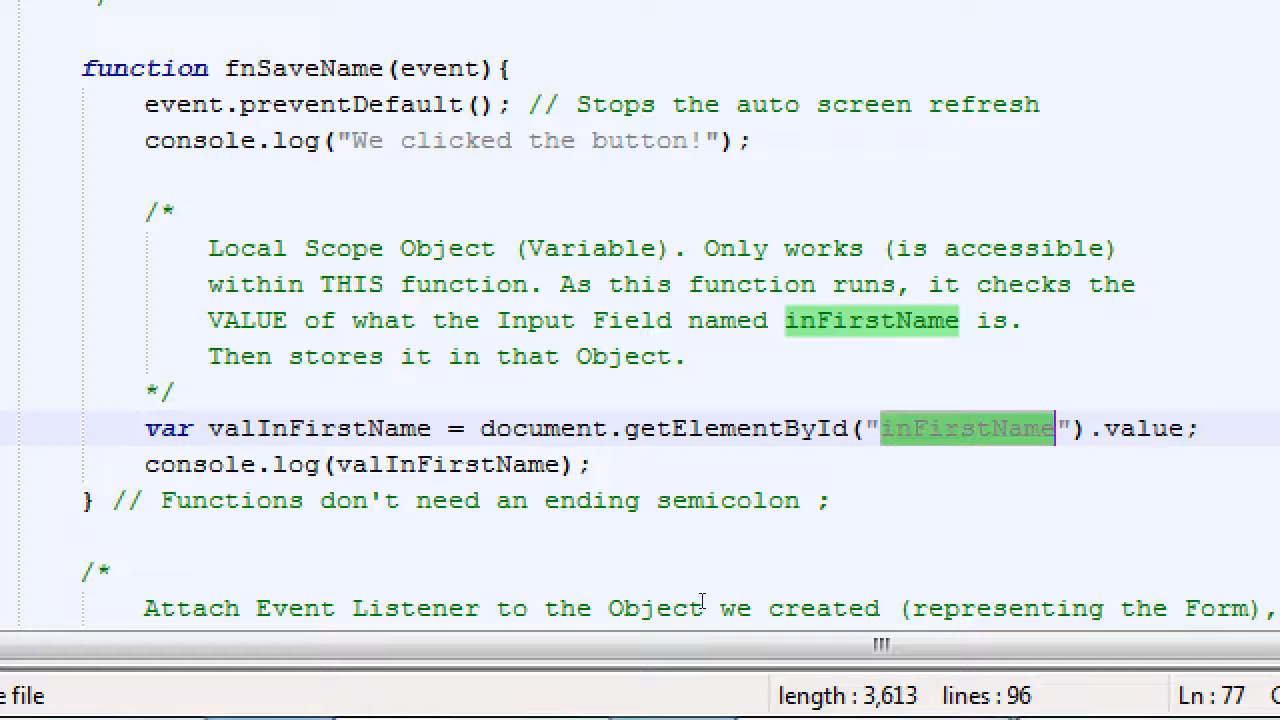 function fnSaveName(event){
event.preventDefault(); // Stops the auto screen refresh
console.log("We clicked the button!");
/*
Local Scope Object (Variable). Only works (is accessible)
within THIS function. As this function runs, it checks the
VALUE of what the Input Field named inFirstName is.
Then stores it in that Object.
*/
var valInFirstName = document.getElementById("inFirstName").value;
console.log(valInFirstName);
} // Functions don't need an ending semicolon ;
/*
Attach Event Listener to the Object we created (representing the Form),
e file length : 3,613 lines : 96 Ln : 77 C